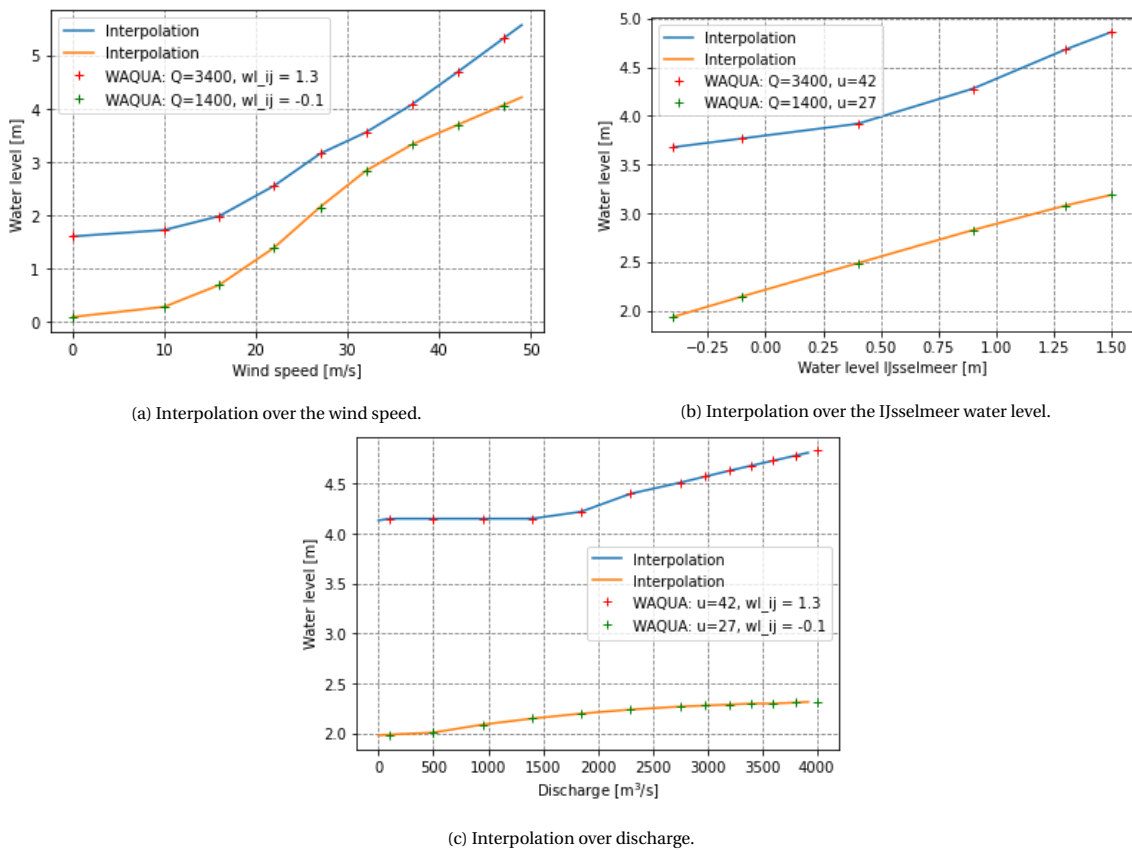 Water level [m]
5
4
3
2
1
0
Interpolation
Interpolation
WAQUA: Q=3400, wl_ij = 1.3
WAQUA: Q=1400, wl_ij = -0.1
0 10 20 30 40 50
Wind speed [m/s]
(a) Interpolation over the wind speed.
Water level [m]
5.0
4.5
4.0
3.5
3.0
2.5
2.0
Interpolation
Interpolation
WAQUA: Q=3400, u=42
WAQUA: Q=1400, u=27
−0.25 0.00 0.25 0.50 0.75 1.00 1.25 1.50
Water level IJsselmeer [m]
(b) Interpolation over the IJsselmeer water level.
Water level [m]
4.5
4.0
3.5
3.0
2.5
2.0
Interpolation
Interpolation
WAQUA: u=42, wl_ij = 1.3
WAQUA: u=27, wl_ij = -0.1
0 500 1000 1500 2000 2500 3000 3500 4000
Discharge [m³/s]
(c) Interpolation over discharge.